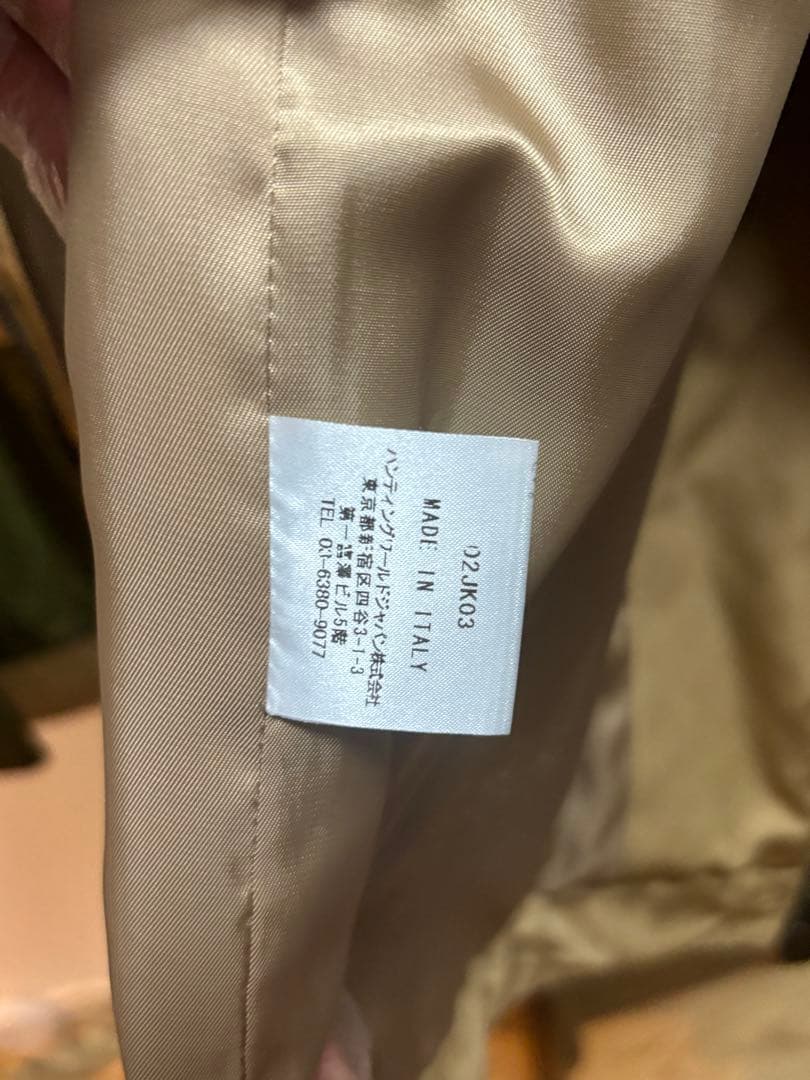 02JK03
MADE IN ITALY
ハンティングワールドジャパン株式会社
東京都新宿区四谷3-1-3
第一富澤ビル5階
TEL 03-6380-9077